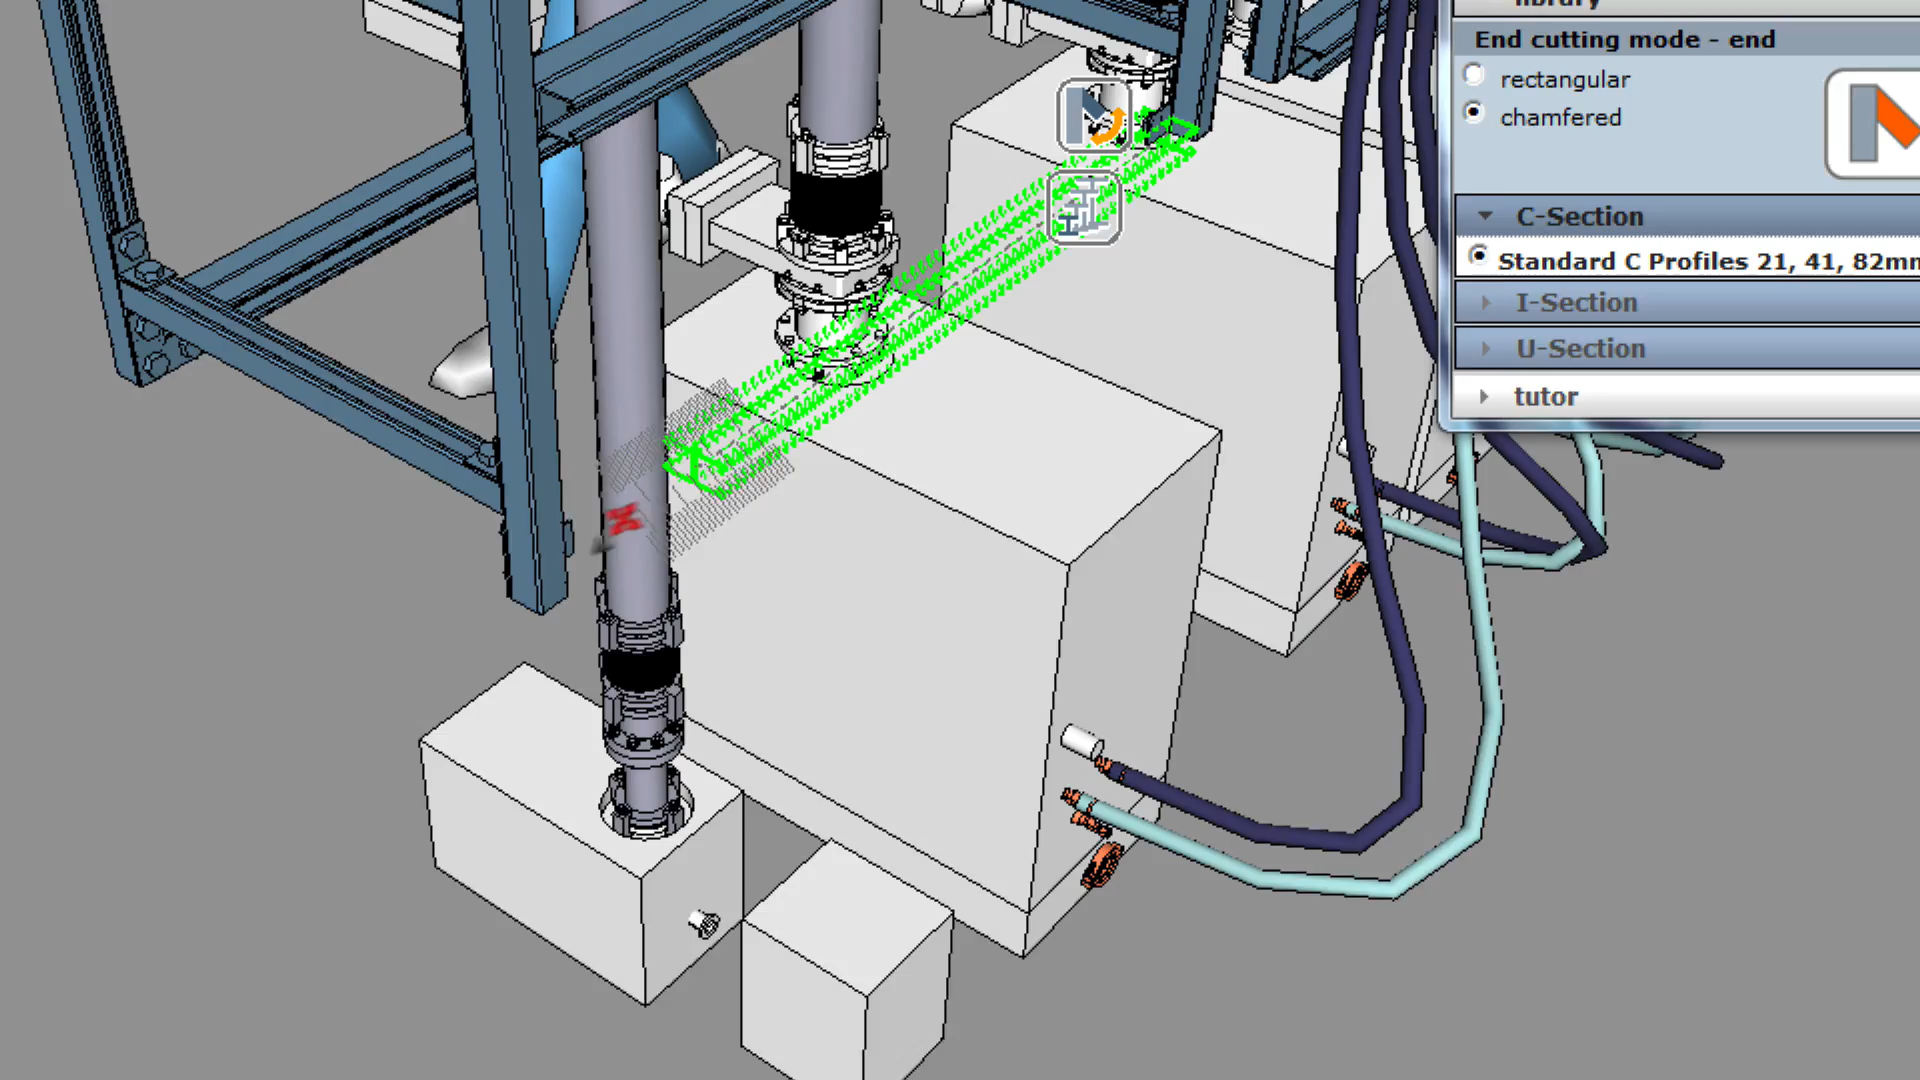 library
End cutting mode - end
rectangular
chamfered
C-Section
Standard C Profiles 21, 41, 82mm
I-Section
U-Section
tutor